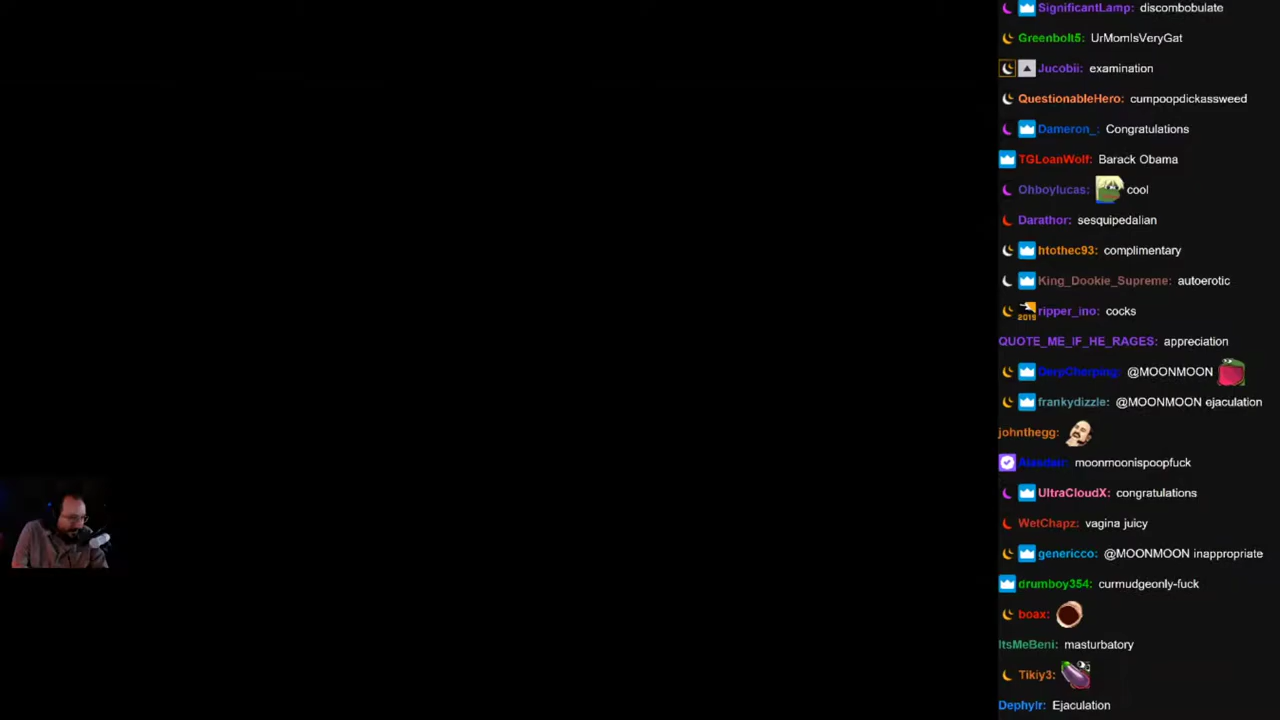 SignificantLamp: discombobulate
Greenbolt5: UrMomIsVeryGat
Jucobii: examination
QuestionableHero: cumpoopdickassweed
Dameron_: Congratulations
TGLoanWolf: Barack Obama
Ohboylucas: cool
Darathor: sesquipedalian
htothec93: complimentary
King_Dookie_Supreme: autoerotic
2019 ripper_ino: cocks
QUOTE_ME_IF_HE_RAGES: appreciation
@MOONMOON
frankydizzle: @MOONMOON ejaculation
johnthegg:
moonmoonispoopfuck
UltraCloudX: congratulations
WetChapz: vagina juicy
genericco: @MOONMOON inappropriate
drumboy354: curmudgeonly-fuck
boax:
ItsMeBeni: masturbatory
Tikiy3:
Dephylr: Ejaculation